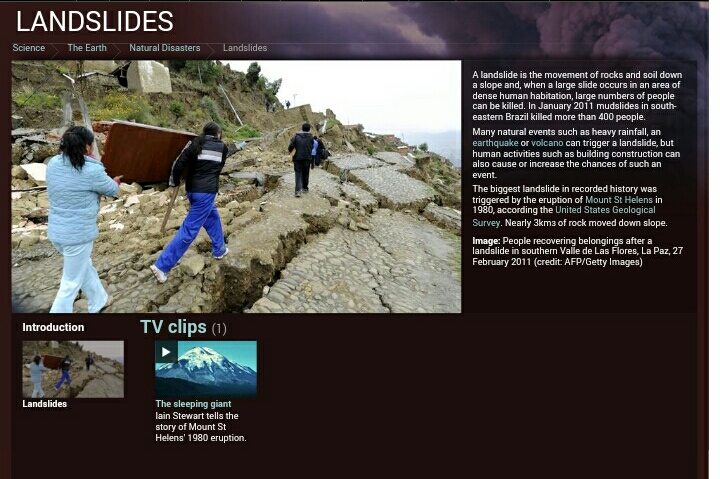 LANDSLIDES
Science
The Earth
Natural Disasters
Landslides
A landslide is the movement of rocks and soil down
a slope and, when a large slide occurs in an area of
dense human habitation, large numbers of people
can be killed. In January 2011 mudslides in south-
eastern Brazil killed more than 400 people.
Many natural events such as heavy rainfall, an
earthquake or volcano can trigger a landslide, but
human activities such as building construction can
also cause or increase the chances of such an
event.
The biggest landslide in recorded history was
triggered by the eruption of Mount St Helens in
1980, according the United States Geological
Survey. Nearly 3km3 of rock moved down slope.
Image: People recovering belongings after a
landslide in southern Valle de Las Flores, La Paz, 27
February 2011 (credit: AFP/Getty Images)
Introduction
Landslides
TV clips (1)
The sleeping giant
Iain Stewart tells the
story of Mount St
Helens' 1980 eruption.